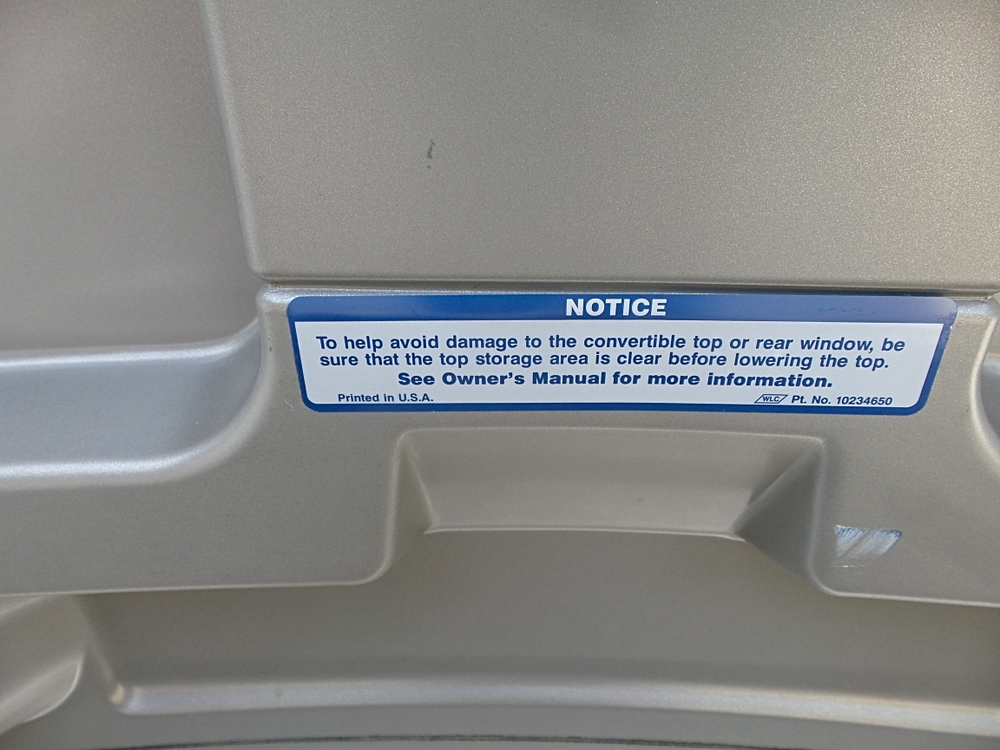 NOTICE
To help avoid damage to the convertible top or rear window, be
sure that the top storage area is clear before lowering the top.
See Owner's Manual for more information.
Printed in U.S.A.
WLC Pt. No. 10234650